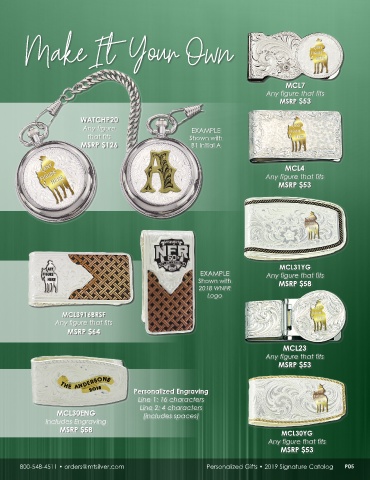 Make It Your Own
WATCHP20
Any figure
that fits
MSRP $126
EXAMPLE
Shown with
R1 Initial A
A
MCL7
Any figure that fits
MSRP $53
MCL4
Any figure that fits
MSRP $53
MCL31YG
Any figure that fits
MSRP $58
MCL23
Any figure that fits
MSRP $53
MCL30YG
Any figure that fits
MSRP $53
ANY
FIGURE
HERE
MCL3916BRSF
Any figure that fits
MSRP $64
NFR
EXAMPLE
Shown with
2018 WNFR
Logo
THE ANDERSONS
2018
MCL30ENG
Includes Engraving
MSRP $58
Personalized Engraving
Line 1: 16 characters
Line 2: 4 characters
(includes spaces)
800-548-4511 • orders@mtsilver.com
Personalized Gifts • 2019 Signature Catalog P05